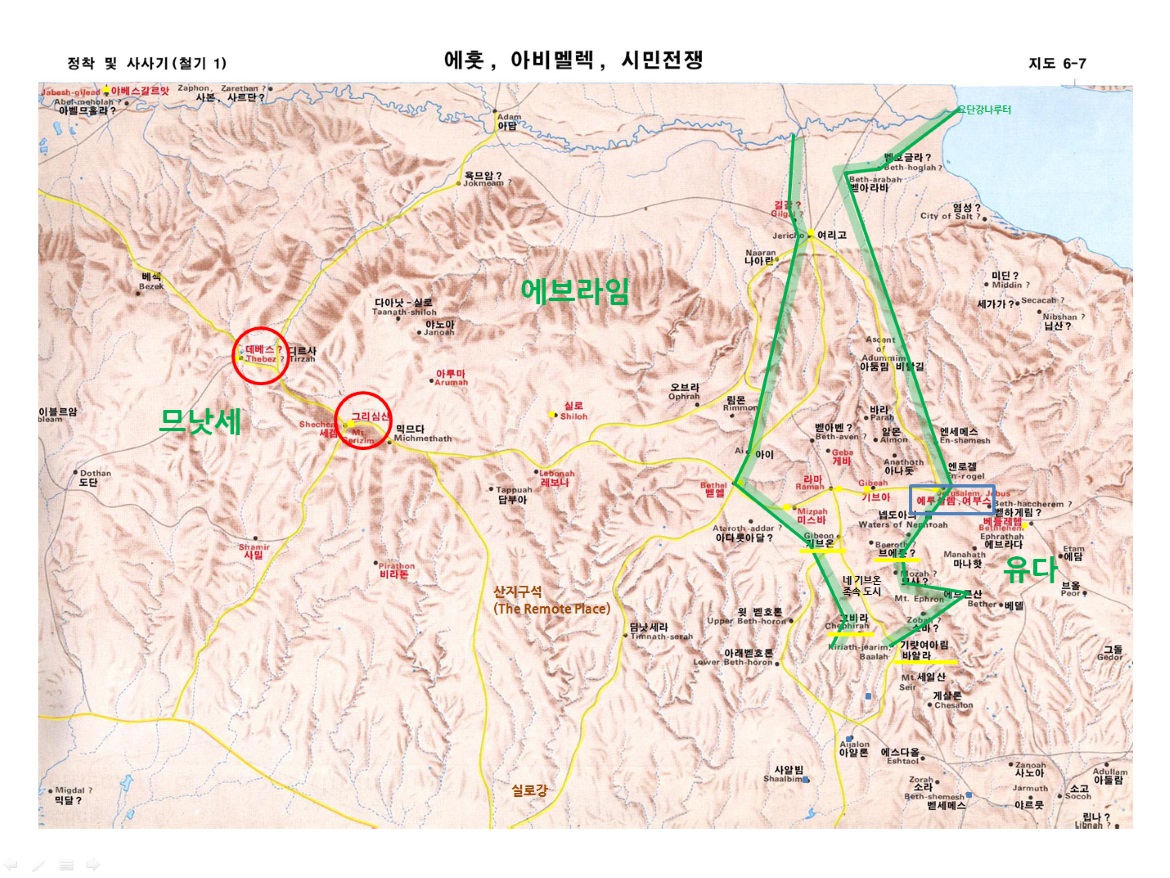 정착 및 사사기(철기 1)
에훗, 아비멜렉, 시민전쟁
지도 6-7
Jabesh-gilead 야베스갈르앗
Abel-meholah ?
아벨므홀라?
Zaphon, Zarethan ?
사본, 사르단?
Adam
아담
요단강나루터
욕므암?
Jokmeam ?
벧호글라?
Beth-hoglah ?
Beth-arabah
벧아라바
길갈?
Gilgal ?
염성?
City of Salt ?
Jericho 여리고
Naaran
나아란
베섹
Bezek
에브라임
미딘?
Middin ?
세가가? Secacah ?
Nibshan ?
닙산?
다아낫-실로
Taanath-shiloh
야노아
Janoah
데베스?
Thebez ?
디르사
Tirzah
Ascent
of
Adummim
아둠밈 비탈길
아루마
Arumah
오브라
Ophrah
림몬
Rimmon
이블르암
bleam
므낫세
Shechem
세겜
그리심산
Mt.
Gerizim
믹므다
Michmethath
실로
Shiloh
바라
Parah
벧아벤?
Beth-aven ?
알몬
Almon
엔세메스
En-shemesh
Ai 아이
Gebe
게바
Anathoth
아나돗
엔로겔
En-rogel
Dothan
도단
Lebonah
레보나
Tappuah
답부아
Bethel
벧엘
라마
Ramah
Gibeah
기브아
Jerusalem, Jebus
예루살렘,여부스
Beth-haccherem ?
벧하게림?
Mizpah
미스바
넵도아의
Waters of Nephtoah
베들레헴
Bethlehem,
Ephrathah
에브라다
Ataroth-addar ?
아다롯아달?
Gibeon
기브온
Beeroth ?
브에롯?
Manahath
마나핫
Etam
에담
Shamir
사밀
Pirathon
비라돈
유다
Mozah ?
모사?
산지구석
(The Remote Place)
네 기브온
족속 도시
Mt. Ephron 에브론산
Bether 베델
브올
Peor
윗 벧호론
Upper Beth-horon
그비라
Chephirah
Zobah ?
소바?
딤낫세라
Timnath-serah
Kiriath-jearim,
Baalah
기럇여아림
바알라
아래벧호론
Lower Beth-horon
그돌
Gedor
Mt. 세일산
Seir
게살론
Chesalon
Aijalon
아얄론
에스다올
Eshtaol
사알빔
Shaalbim
Zanoah
사노아
Adullam
아둘람
Zorah
소라
Beth-shemesh
벧세메스
Jarmuth
야르뭇
소고
Socoh
Migdal ?
믹달?
실로강
립나?
Libnah ?